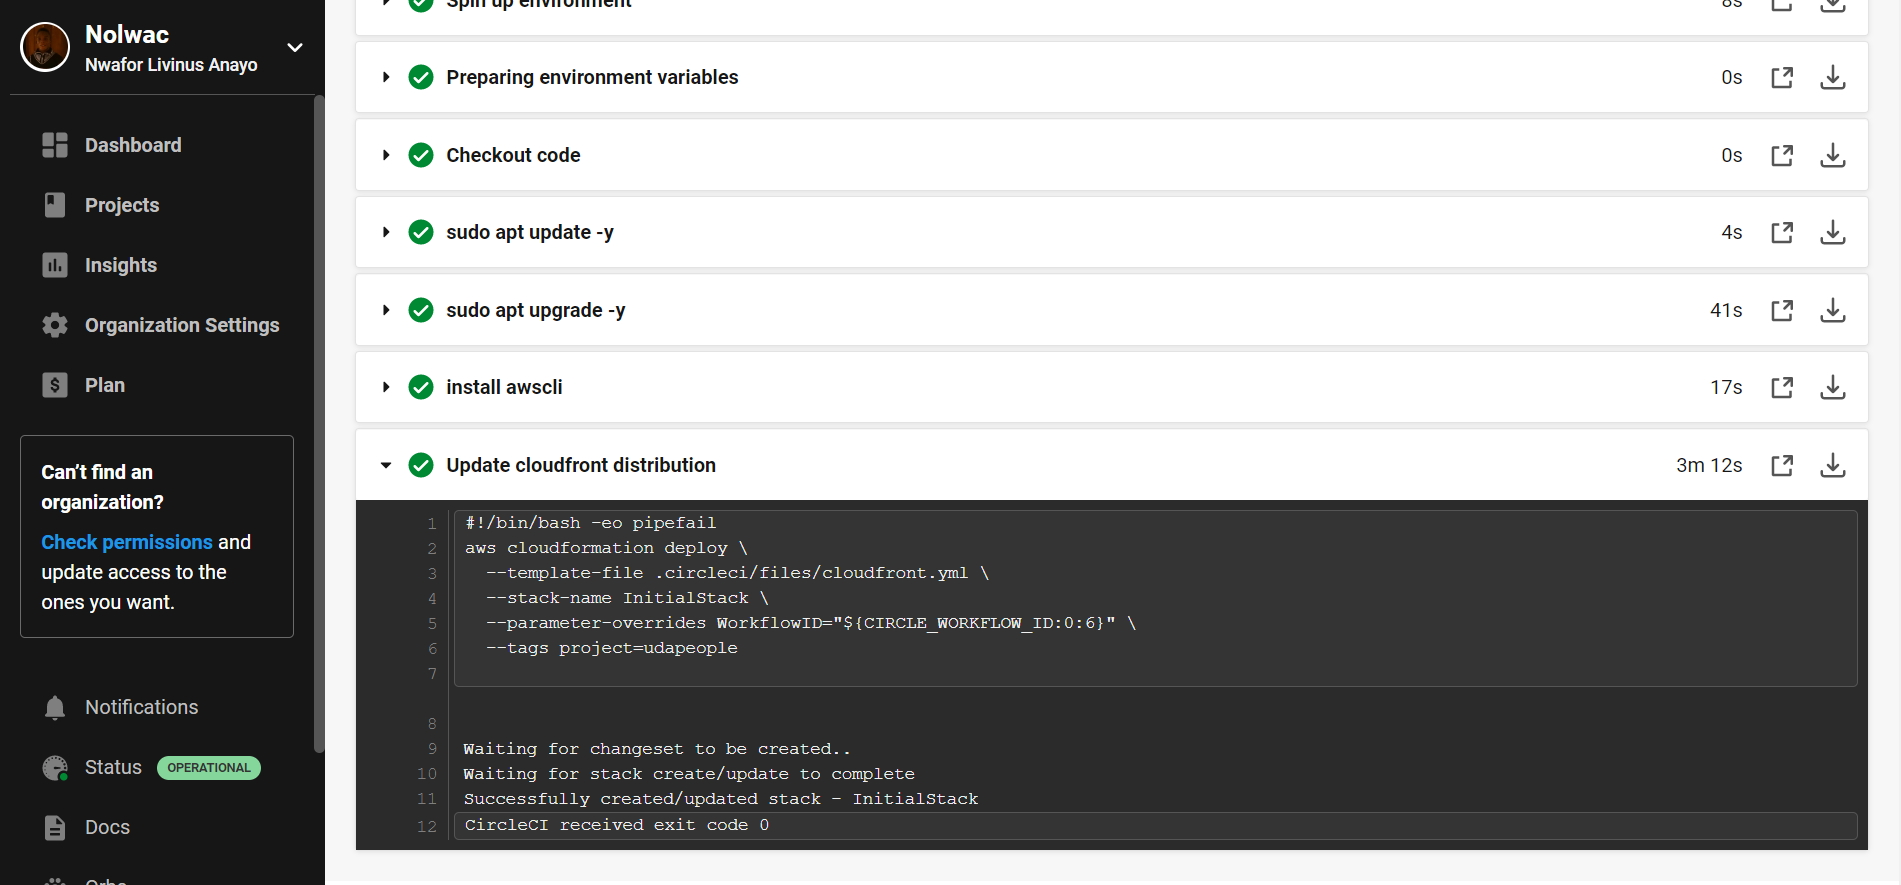 Nolwac
Nwafor Livinus Anayo
Dashboard
Projects
Insights
Organization Settings
Plan
Can't find an
organization?
Check permissions and
update access to the
ones you want.
Notifications
Status OPERATIONAL
Docs
Orbs
Spin up environment 8s
Preparing environment variables 0s
Checkout code 0s
sudo apt update -y 4s
sudo apt upgrade -y 41s
install awscli 17s
Update cloudfront distribution 3m 12s
1 #!/bin/bash -eo pipefail
2 aws cloudformation deploy \
3 --template-file .circleci/files/cloudfront.yml \
4 --stack-name InitialStack \
5 --parameter-overrides WorkflowID="${CIRCLE_WORKFLOW_ID:0:6}" \
6 --tags project=udapeople
7
8
9 Waiting for changeset to be created..
10 Waiting for stack create/update to complete
11 Successfully created/updated stack - InitialStack
12 CircleCI received exit code 0